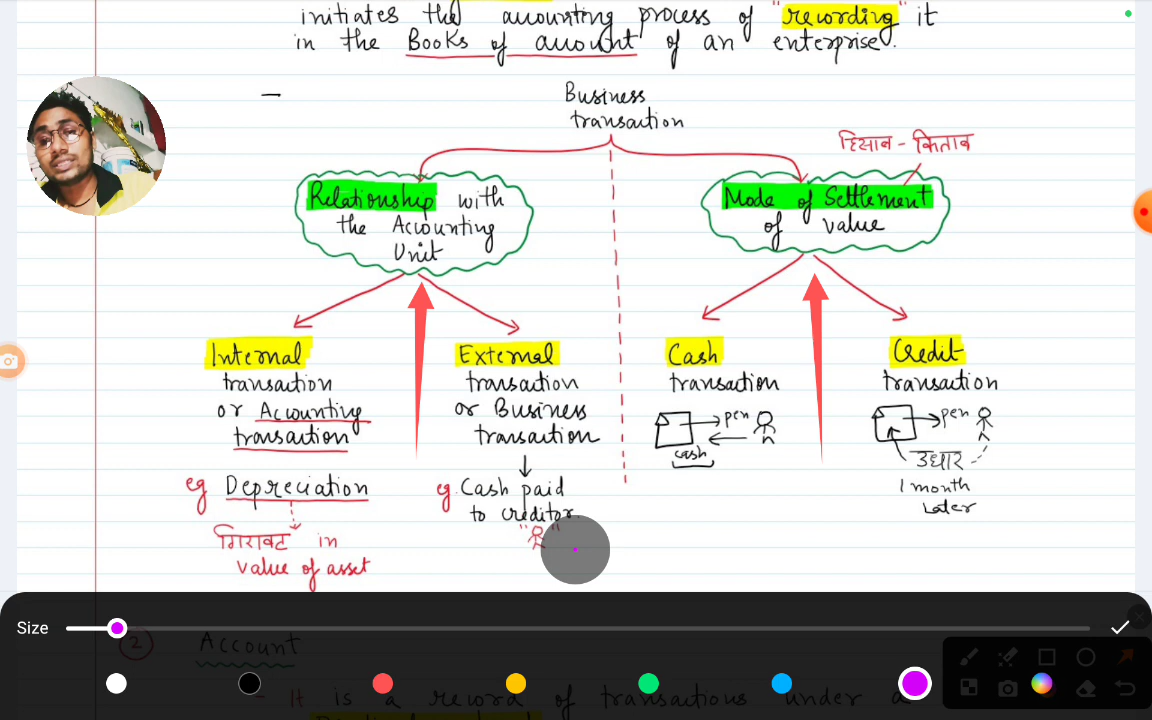 initiates the accounting process of "recording" it
in the Books of account of an enterprise.
— Business
transaction
हिसाब - किताब
Relationship with
the Accounting
Unit
Mode of Settlement
of value
Internal
transaction
or Accounting
transaction
eg Depreciation
गिरावट in
value of asset
External
transaction
or Business
transaction
eg. Cash paid
to creditor.
" "
Cash
transaction
pen
cash
Credit
transaction
pen
उधार
1 month
Later
Size
2 Account
- It is a record of transactions under a